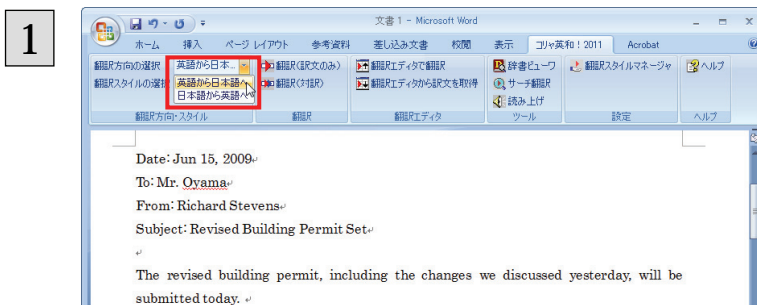 1
文書 1 - Microsoft Word
ホーム 挿入 ページ レイアウト 参考資料 差し込み文書 校閲 表示 コリャ英和！2011 Acrobat
翻訳方向の選択 英語から日本... 翻訳(訳文のみ) 翻訳エディタで翻訳 辞書ビューワ 翻訳スタイルマネージャ ヘルプ
翻訳スタイルの選択 英語から日本語へ 翻訳(対訳) 翻訳エディタから訳文を取得 サーチ翻訳
日本語から英語へ 読み上げ
翻訳方向・スタイル 翻訳 翻訳エディタ ツール 設定 ヘルプ
Date: Jun 15, 2009
To: Mr. Oyama
From: Richard Stevens
Subject: Revised Building Permit Set
The revised building permit, including the changes we discussed yesterday, will be
submitted today.